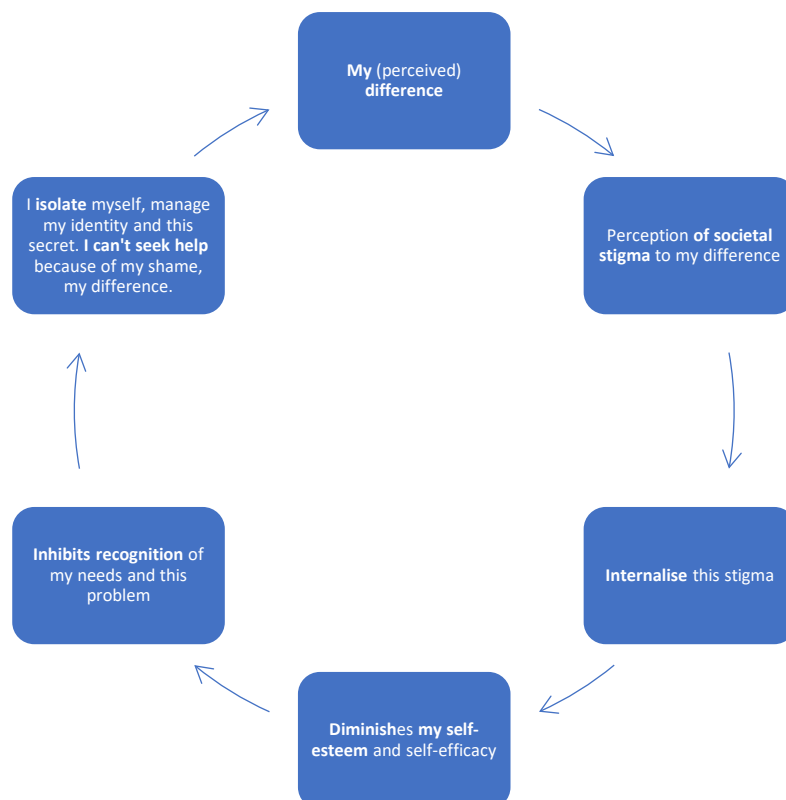 My (perceived)
difference
Perception of societal
stigma to my difference
Internalise this stigma
Diminishes my self-
esteem and self-efficacy
Inhibits recognition of
my needs and this
problem
I isolate myself, manage
my identity and this
secret. I can't seek help
because of my shame,
my difference.